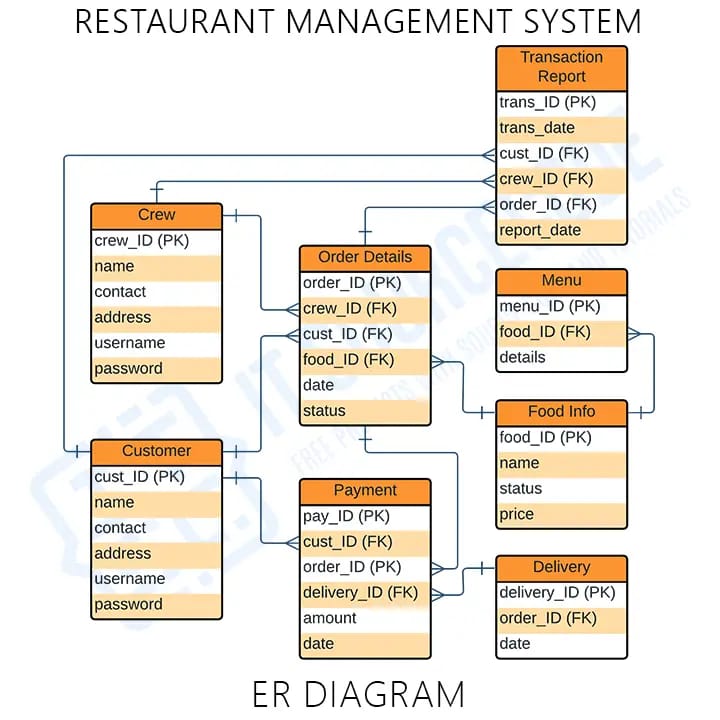 RESTAURANT MANAGEMENT SYSTEM
Transaction
Report
trans_ID (PK)
trans_date
cust_ID (FK)
crew_ID (FK)
order_ID (FK)
report_date
Crew
crew_ID (PK)
name
contact
address
username
password
Order Details
order_ID (PK)
crew_ID (FK)
cust_ID (FK)
food_ID (FK)
date
status
Menu
menu_ID (PK)
food_ID (FK)
details
Food Info
food_ID (PK)
name
status
price
Customer
cust_ID (PK)
name
contact
address
username
password
Payment
pay_ID (PK)
cust_ID (FK)
order_ID (PK)
delivery_ID (FK)
amount
date
Delivery
delivery_ID (PK)
order_ID (FK)
date
ER DIAGRAM